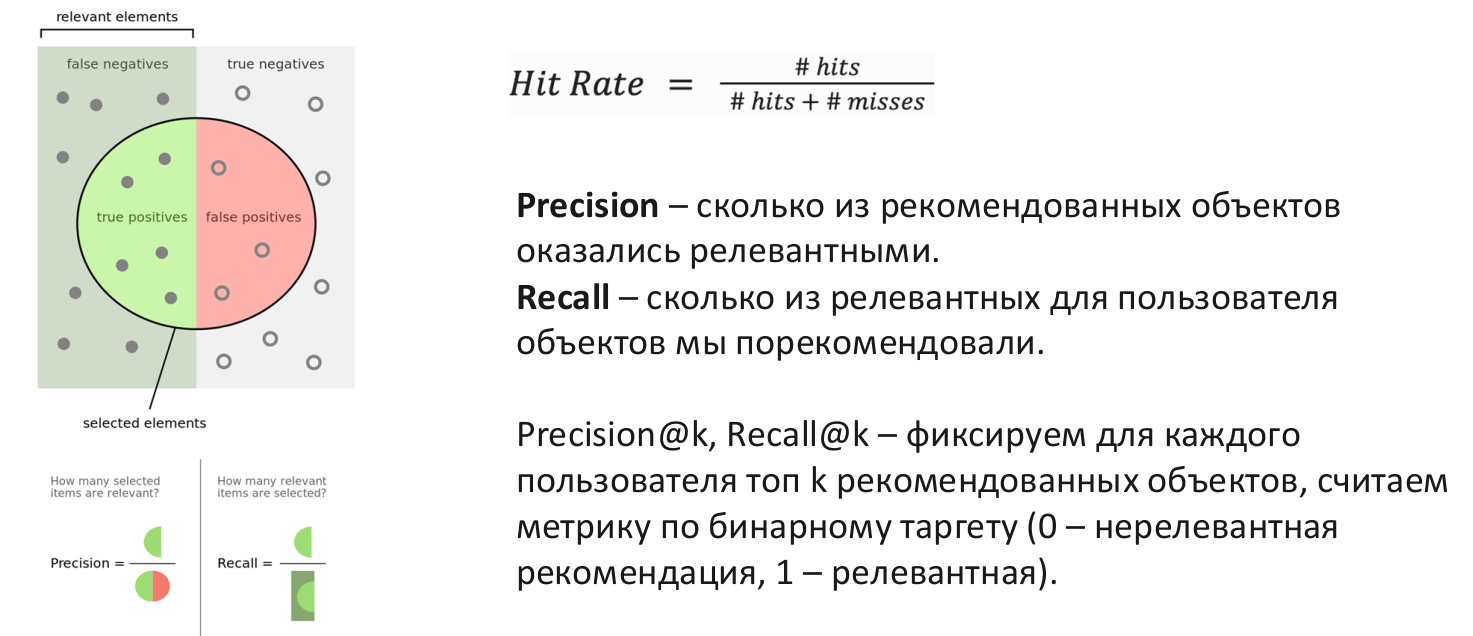 relevant elements
false negatives
true negatives
true positives
false positives
selected elements
How many selected
items are relevant?
How many relevant
items are selected?
Precision =
Recall =
Hit Rate = # hits / # hits + # misses
Precision – сколько из рекомендованных объектов
оказались релевантными.
Recall – сколько из релевантных для пользователя
объектов мы порекомендовали.
Precision@k, Recall@k – фиксируем для каждого
пользователя топ k рекомендованных объектов, считаем
метрику по бинарному таргету (0 – нерелевантная
рекомендация, 1 – релевантная).